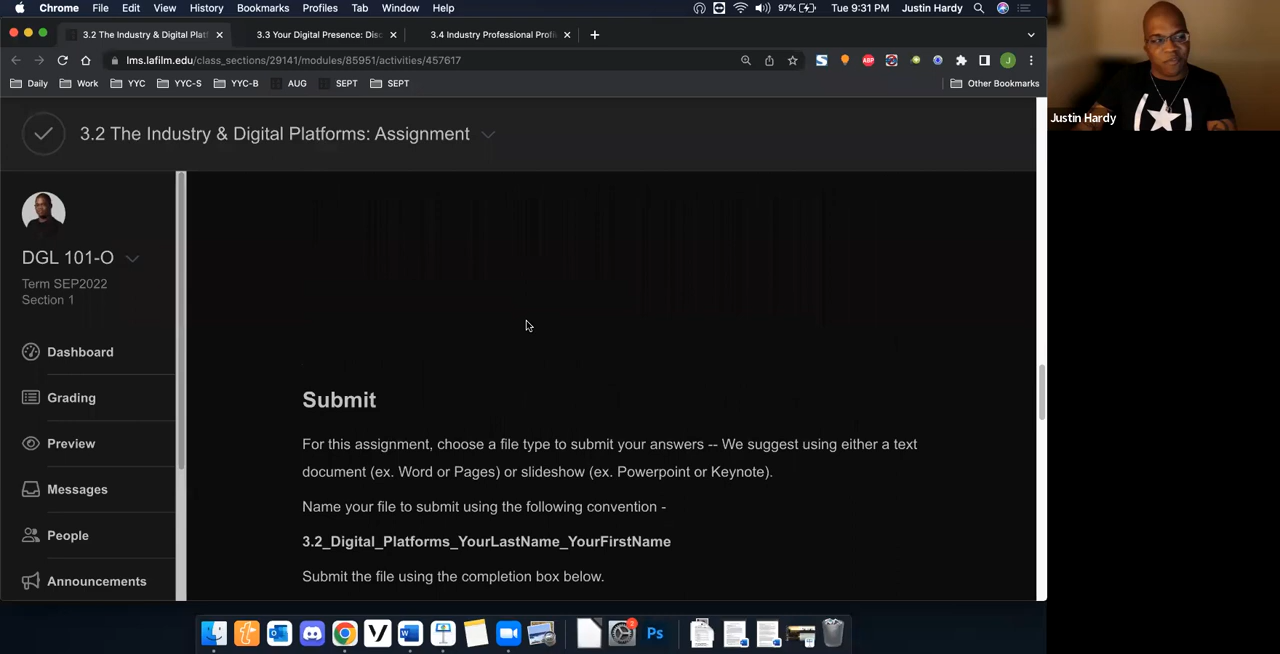 Chrome File Edit View History Bookmarks Profiles Tab Window Help 97% Tue 9:31 PM Justin Hardy
3.2 The Industry & Digital Platf 3.3 Your Digital Presence: Disc 3.4 Industry Professional Profi
lms.lafilm.edu/class_sections/29141/modules/85951/activities/457617
Daily Work YYC YYC-S YYC-B AUG SEPT SEPT Other Bookmarks
Justin Hardy
3.2 The Industry & Digital Platforms: Assignment
DGL 101-O
Term SEP2022
Section 1
Dashboard
Grading
Preview
Messages
People
Announcements
Submit
For this assignment, choose a file type to submit your answers -- We suggest using either a text
document (ex. Word or Pages) or slideshow (ex. Powerpoint or Keynote).
Name your file to submit using the following convention -
3.2_Digital_Platforms_YourLastName_YourFirstName
Submit the file using the completion box below.
Ps